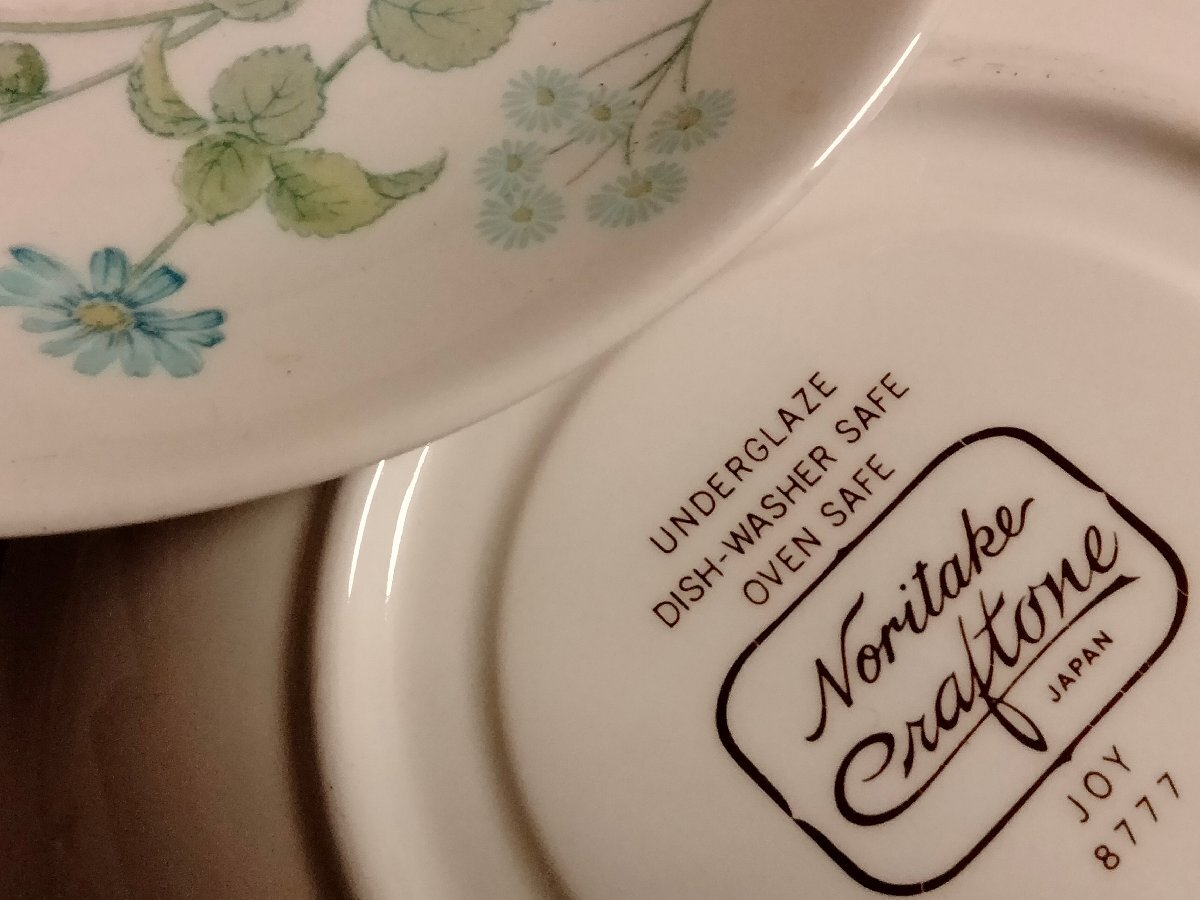 UNDERGLAZE
DISH-WASHER SAFE
OVEN SAFE
Noritake
Craftone
JAPAN
JOY
8777